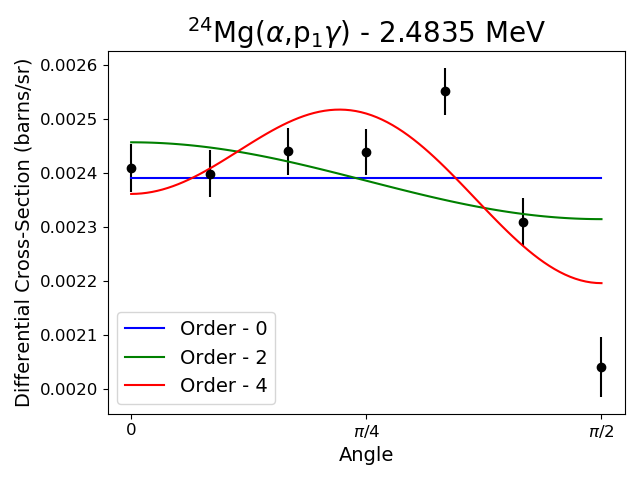 ²⁴Mg(α,p₁γ) - 2.4835 MeV
Differential Cross-Section (barns/sr)
0.0026
0.0025
0.0024
0.0023
0.0022
0.0021
0.0020
Order - 0
Order - 2
Order - 4
0 π/4 π/2
Angle